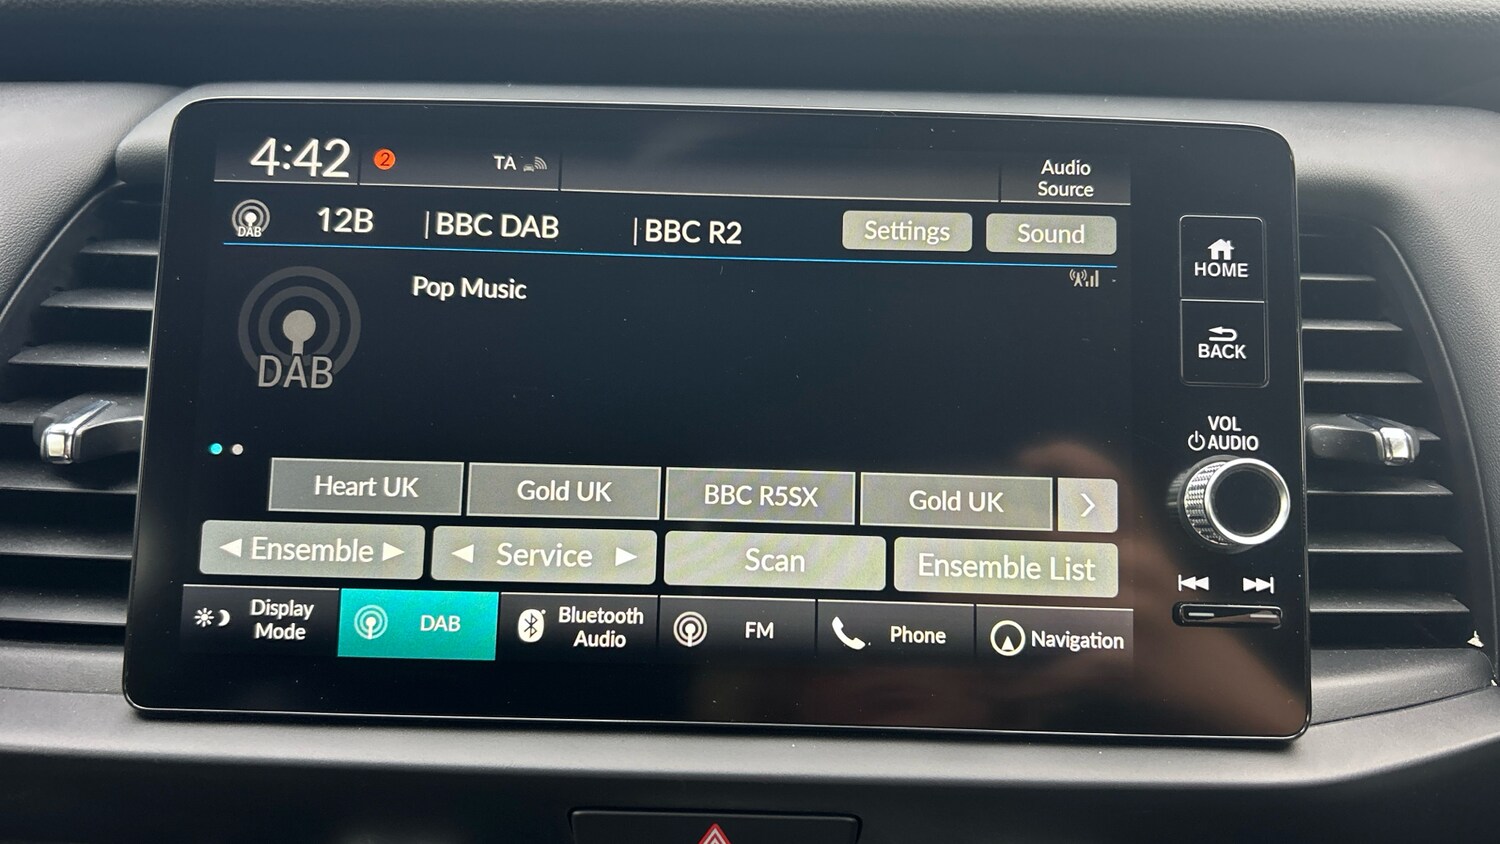 4:42 2 TA Audio
Source
DAB 12B |BBC DAB |BBC R2 Settings Sound
Pop Music
DAB
HOME
BACK
VOL
AUDIO
Heart UK Gold UK BBC R5SX Gold UK >
◄ Ensemble ► ◄ Service ► Scan Ensemble List
Display
Mode
DAB
Bluetooth
Audio
FM
Phone
Navigation